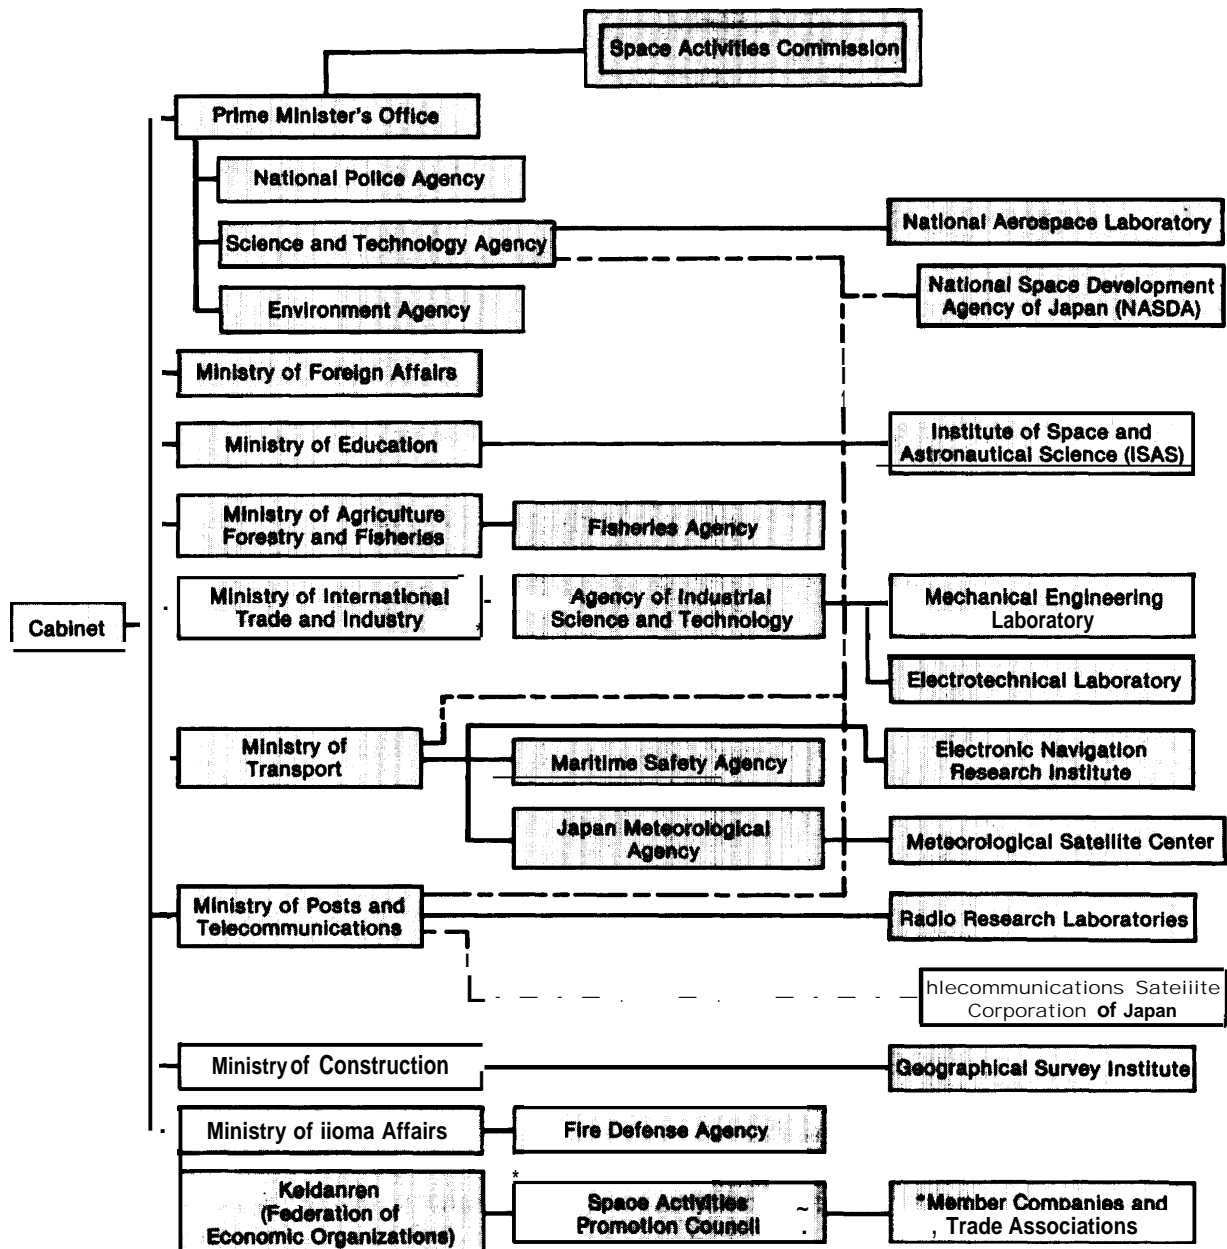 Space Activities Commission
Prime Minister's Office
National Police Agency
Science and Technology Agency
National Aerospace Laboratory
National Space Development
Agency of Japan (NASDA)
Environment Agency
Ministry of Foreign Affairs
Ministry of Education
Institute of Space and
Astronautical Science (ISAS)
Ministry of Agriculture
Forestry and Fisheries
Fisheries Agency
Cabinet
Ministry of International
Trade and Industry
Agency of Industrial
Science and Technology
Mechanical Engineering
Laboratory
Electrotechnical Laboratory
Ministry of
Transport
Maritime Safety Agency
Electronic Navigation
Research Institute
Japan Meteorological
Agency
Meteorological Satellite Center
Ministry of Posts and
Telecommunications
Radio Research Laboratories
hlecommunications Sateiiite
Corporation of Japan
Ministry of Construction
Geographical Survey Institute
Ministry of iioma Affairs
Fire Defense Agency
Keidanren
(Federation of
Economic Organizations)
Space Activities
Promotion Council
*Member Companies and
, Trade Associations